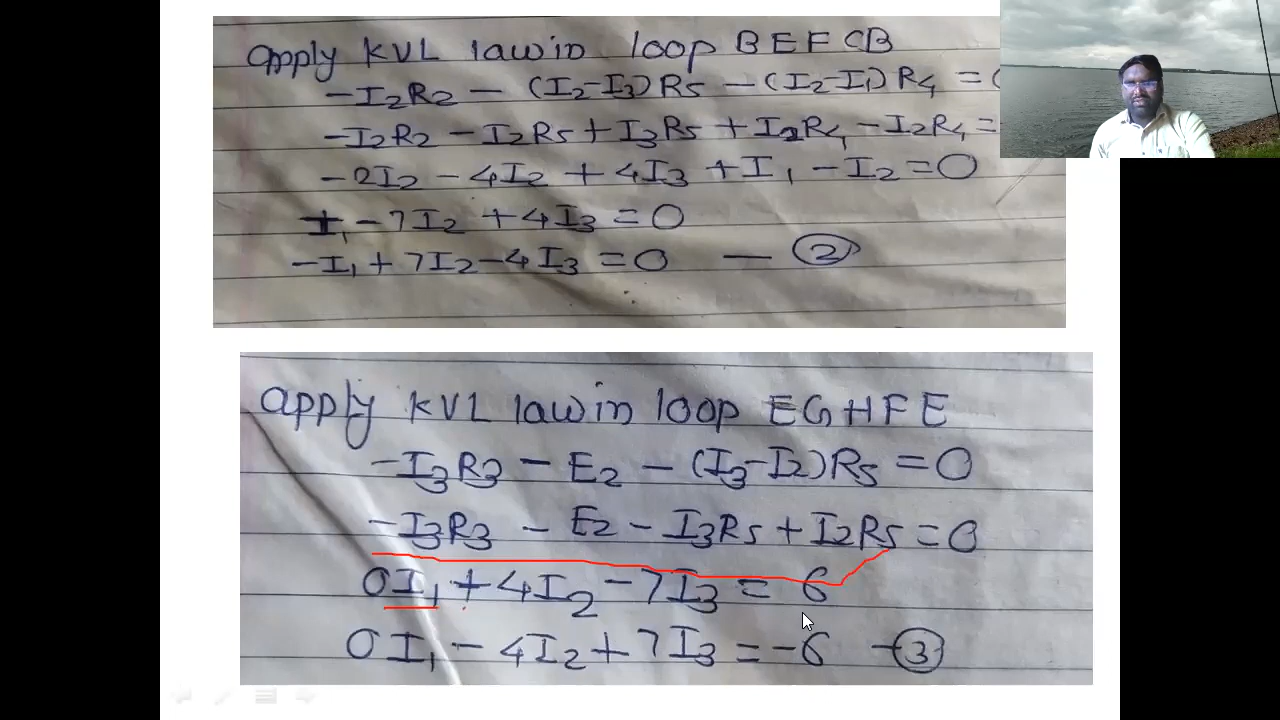 apply KVL law in loop BEFCB
-I₂R₂ - (I₂-I₃)R₅ - (I₂-I₁)R₄ =
-I₂R₂ - I₂R₅ + I₃R₅ + I₂R₄ - I₂R₄ =
-2I₂ - 4I₂ + 4I₃ + I₁ - I₂ = 0
I₁ - 7I₂ + 4I₃ = 0
-I₁ + 7I₂ - 4I₃ = 0 — ②
apply KVL law in loop EGHFE
-I₃R₃ - E₂ - (I₃-I₂)R₅ = 0
-I₃R₃ - E₂ - I₃R₅ + I₂R₅ = 0
0I₁ + 4I₂ - 7I₃ = 6
0I₁ - 4I₂ + 7I₃ = -6 - ③